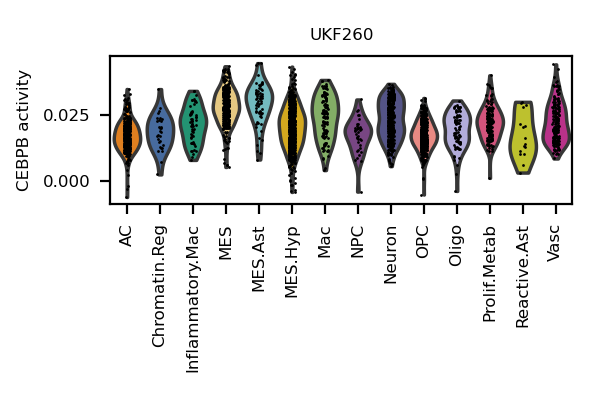 UKF260
CEBPB activity
0.025
0.000
AC
Chromatin.Reg
Inflammatory.Mac
MES
MES.Ast
MES.Hyp
Mac
NPC
Neuron
OPC
Oligo
Prolif.Metab
Reactive.Ast
Vasc